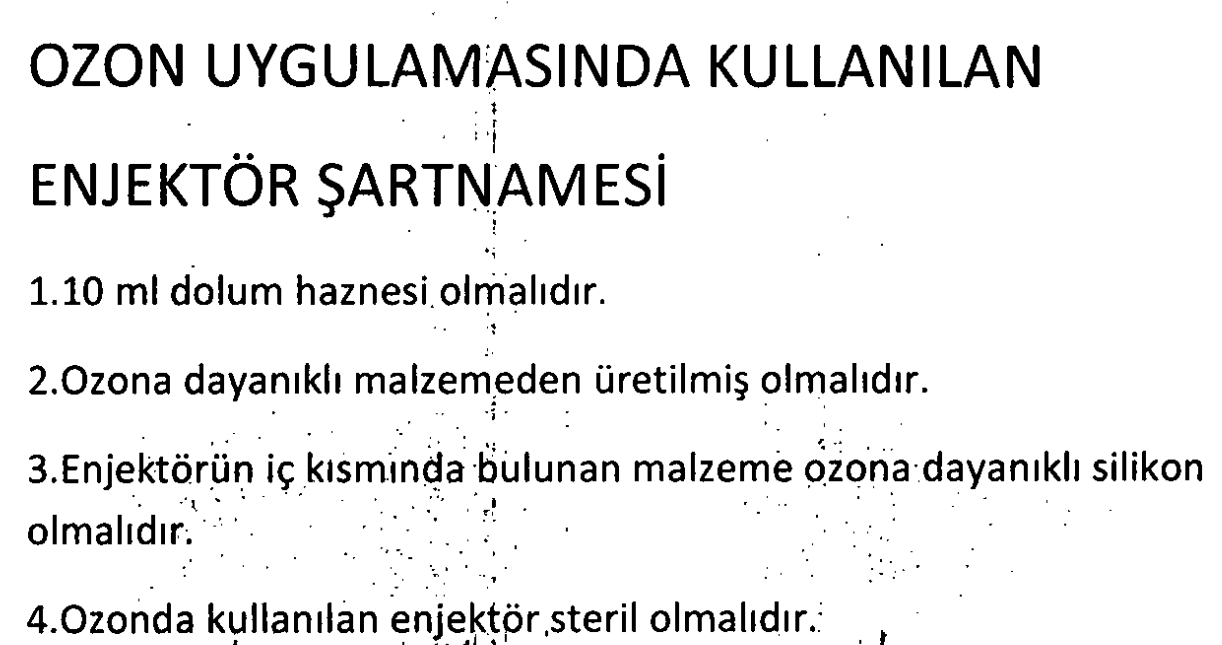 OZON UYGULAMASINDA KULLANILAN
ENJEKTÖR ŞARTNAMESİ
1.10 ml dolum haznesi olmalıdır.
2.Ozona dayanıklı malzemeden üretilmiş olmalıdır.
3.Enjektörün iç kısmında bulunan malzeme ozona dayanıklı silikon
olmalıdır.
4.Ozonda kullanılan enjektör steril olmalıdır.